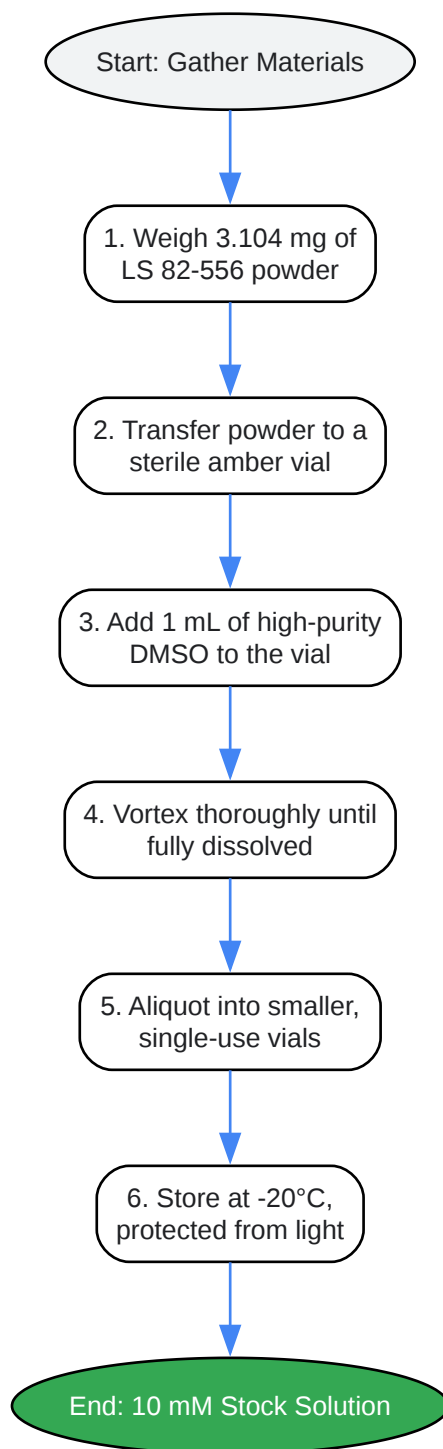 Start: Gather Materials
1. Weigh 3.104 mg of
LS 82-556 powder
2. Transfer powder to a
sterile amber vial
3. Add 1 mL of high-purity
DMSO to the vial
4. Vortex thoroughly until
fully dissolved
5. Aliquot into smaller,
single-use vials
6. Store at -20°C,
protected from light
End: 10 mM Stock Solution